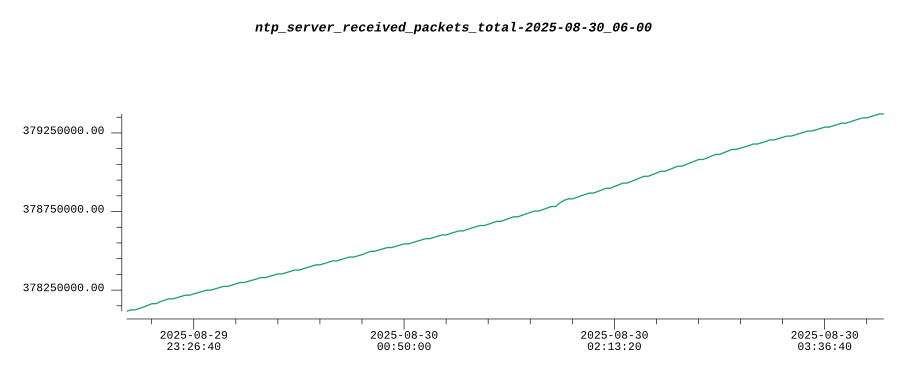 ntp_server_received_packets_total-2025-08-30_06-00
379250000.00
378750000.00
378250000.00
2025-08-29 2025-08-30 2025-08-30 2025-08-30
23:26:40 00:50:00 02:13:20 03:36:40